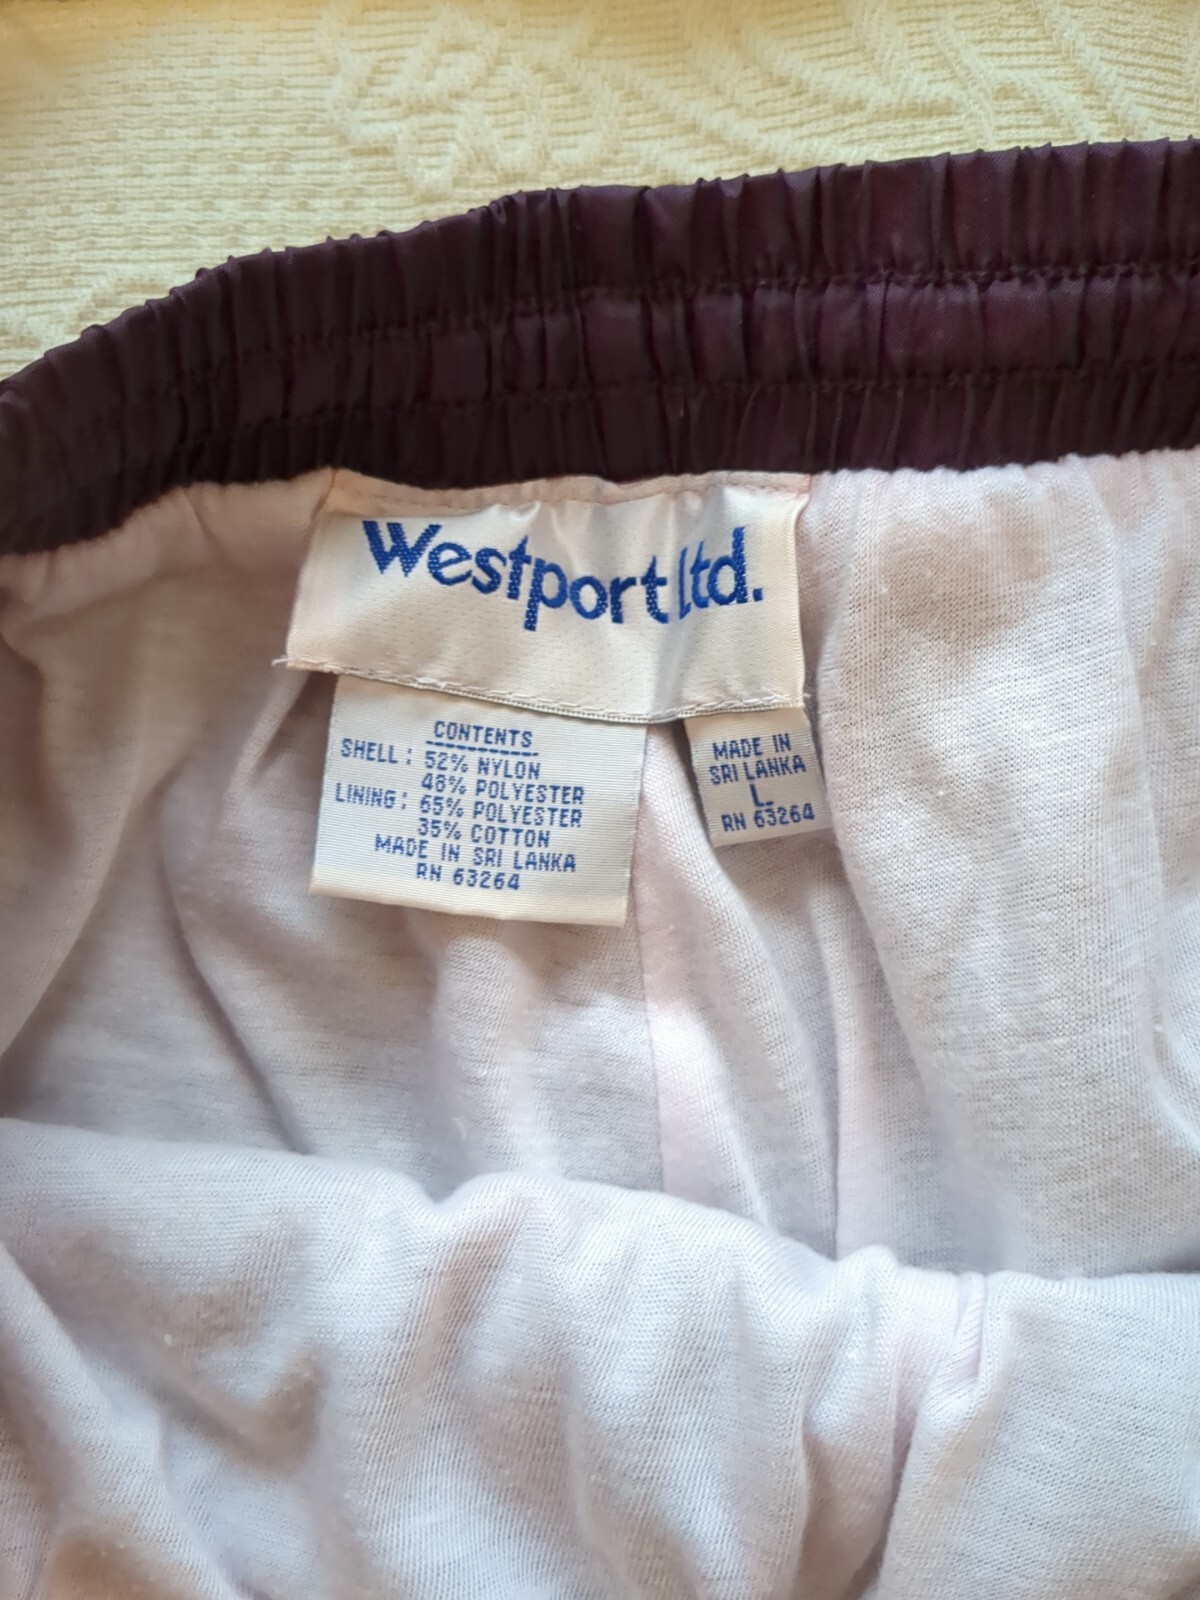 Westport Ltd.
CONTENTS
SHELL: 52% NYLON
48% POLYESTER
LINING: 65% POLYESTER
35% COTTON
MADE IN SRI LANKA
RN 63264
MADE IN
SRI LANKA
L.
RN 63264